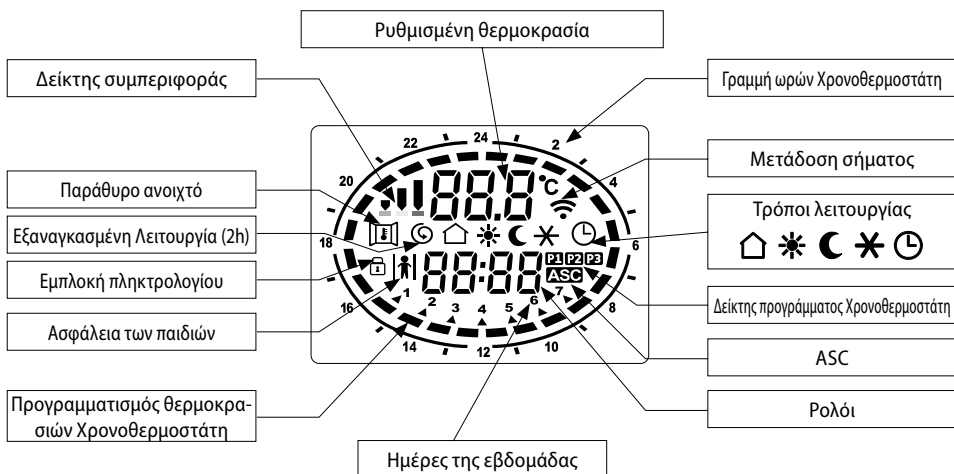 Ρυθμισμένη θερμοκρασία
Δείκτης συμπεριφοράς
Γραμμή ωρών Χρονοθερμοστάτη
Παράθυρο ανοιχτό
Μετάδοση σήματος
Εξαναγκασμένη Λειτουργία (2h)
Τρόποι λειτουργίας
Εμπλοκή πληκτρολογίου
Δείκτης προγράμματος Χρονοθερμοστάτη
Ασφάλεια των παιδιών
ASC
Προγραμματισμός θερμοκρα-
σιών Χρονοθερμοστάτη
Ρολόι
Ημέρες της εβδομάδας
22 24 2
20 4
88.8 °C
18 6
88:88 P1 P2 P3
ASC
1 2 3 4 5 6 7
16 8
14 12 10